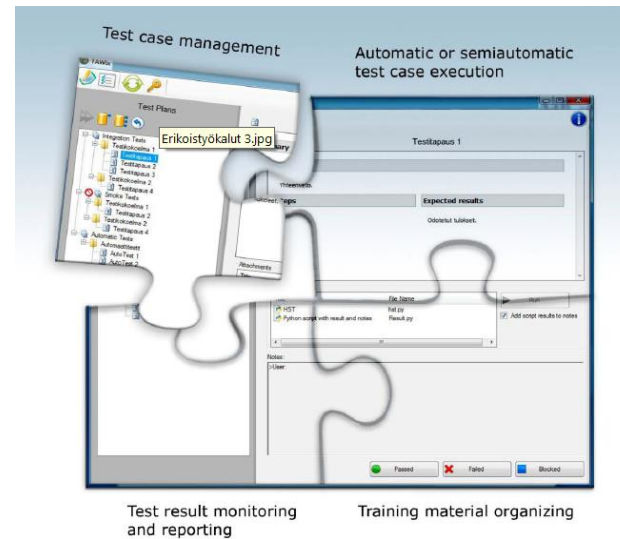 Test case management
Automatic or semiautomatic
test case execution
FAWSe
Test Plans
Erikoistyökalut 3.jpg
Integration Tests
Testikokoelma 1
Testitapaus 1
Testitapaus 2
Testitapaus 3
Testikokoelma 2
Testitapaus 4
Smoke Tests
Testikokoelma 1
Testitapaus 2
Testikokoelma 2
Testitapaus 4
Automatic Tests
Automaattitestit
AutoTest 1
AutoTest 2
Testitapaus 1
Yhteenveto
Expected results
Odotetut tulokset.
Attachments
File Name
HST
hst.py
Python script with result and notes
Result.py
Run
Add script results to notes
Notes:
>User:
Passed
Failed
Blocked
Test result monitoring
and reporting
Training material organizing